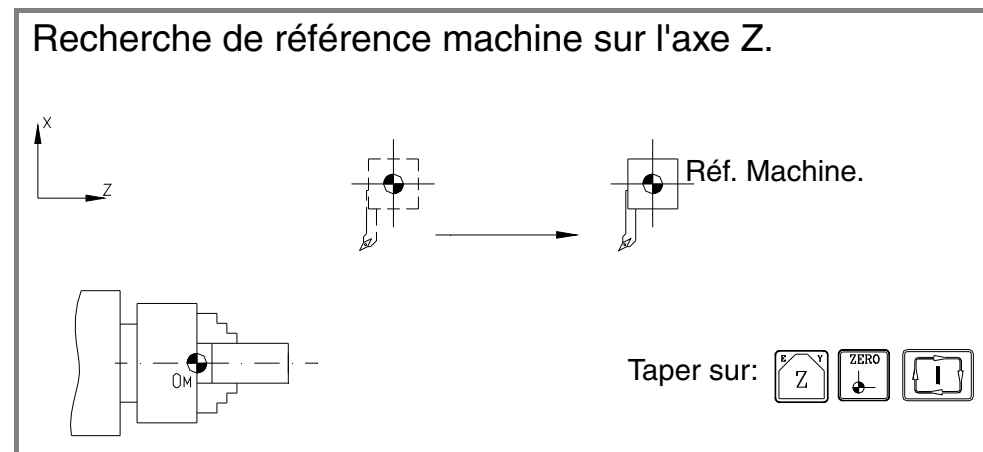 Recherche de référence machine sur l'axe Z.
X
Z
Réf. Machine.
OM
Taper sur:
E Y
Z
ZERO
I